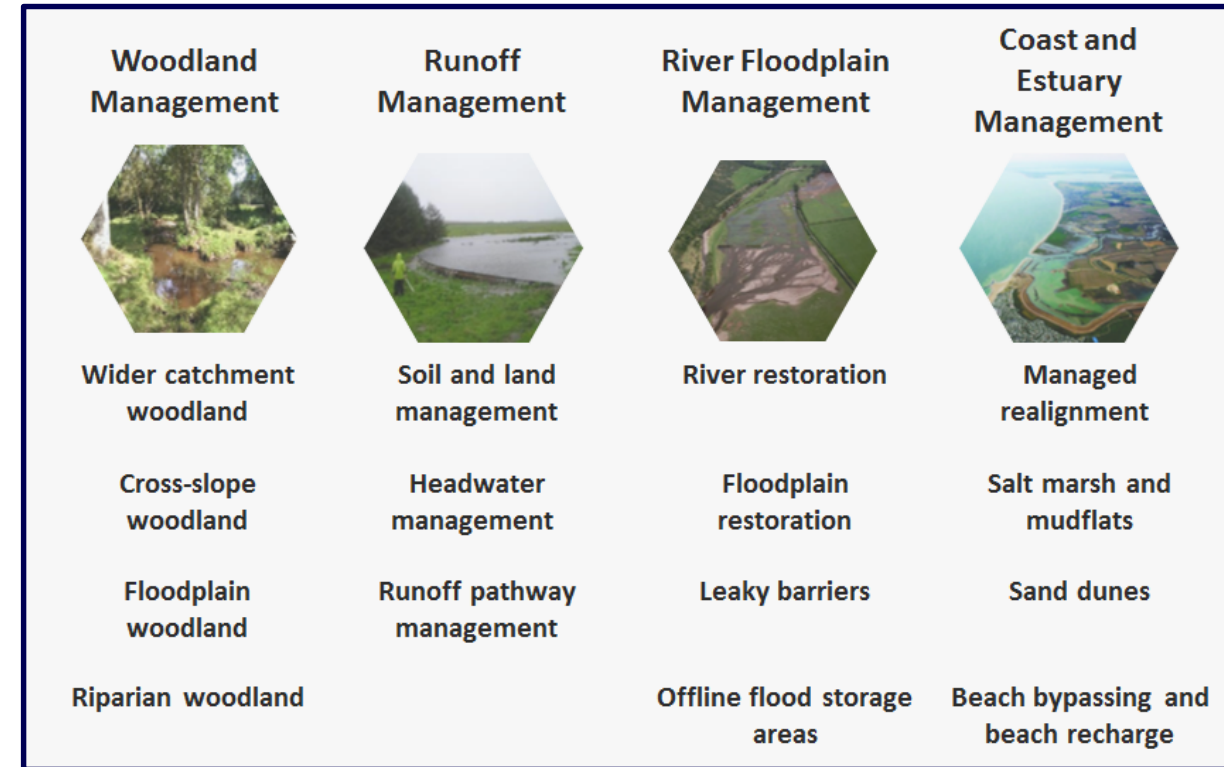 Woodland
Management
Runoff
Management
River Floodplain
Management
Coast and
Estuary
Management
Wider catchment
woodland
Soil and land
management
River restoration
Managed
realignment
Cross-slope
woodland
Headwater
management
Floodplain
restoration
Salt marsh and
mudflats
Floodplain
woodland
Runoff pathway
management
Leaky barriers
Sand dunes
Riparian woodland
Offline flood storage
areas
Beach bypassing and
beach recharge